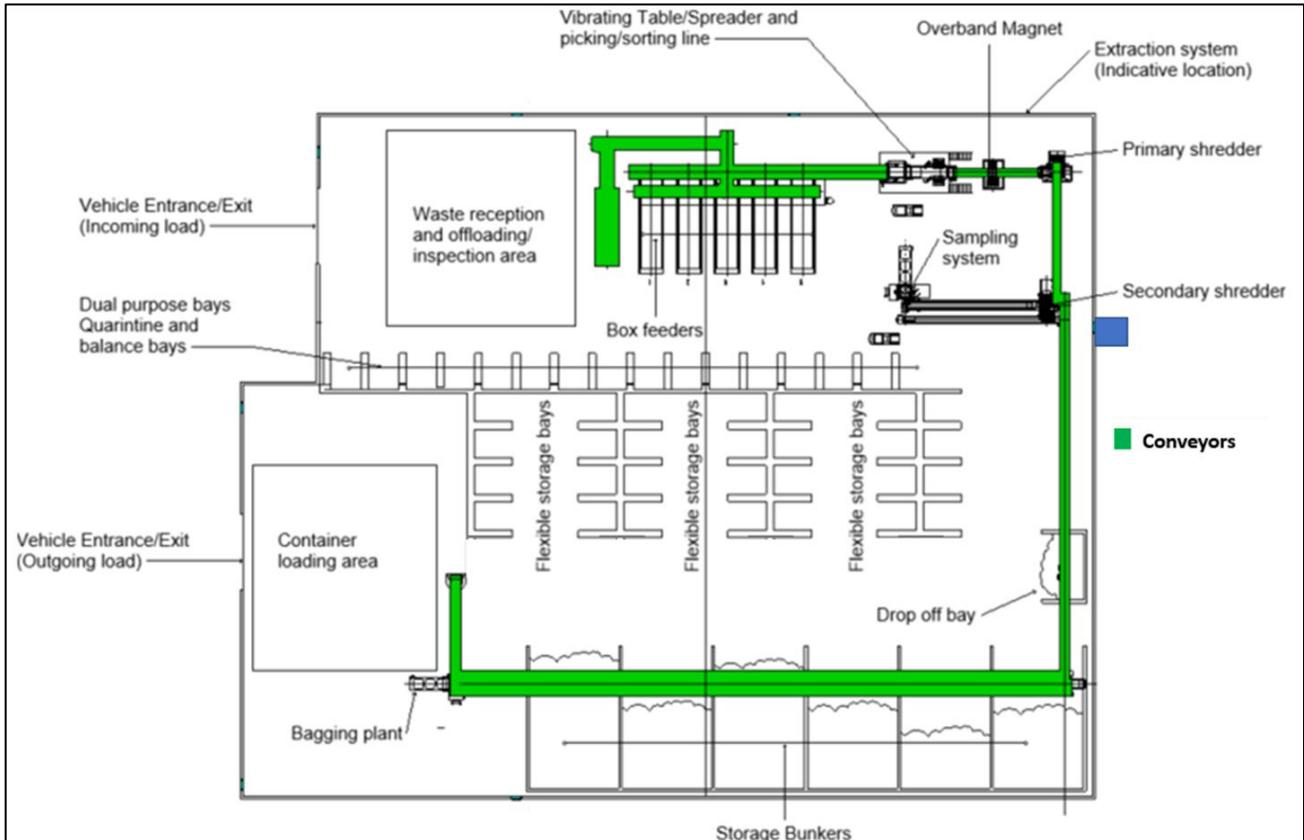 Vibrating Table/Spreader and
picking/sorting line
Overband Magnet
Extraction system
(Indicative location)
Primary shredder
Vehicle Entrance/Exit
(Incoming load)
Waste reception
and offloading/
inspection area
Sampling
system
Secondary shredder
Dual purpose bays
Quarintine and
balance bays
Box feeders
Flexible storage bays
Flexible storage bays
Flexible storage bays
Conveyors
Vehicle Entrance/Exit
(Outgoing load)
Container
loading area
Drop off bay
Bagging plant
Storage Bunkers